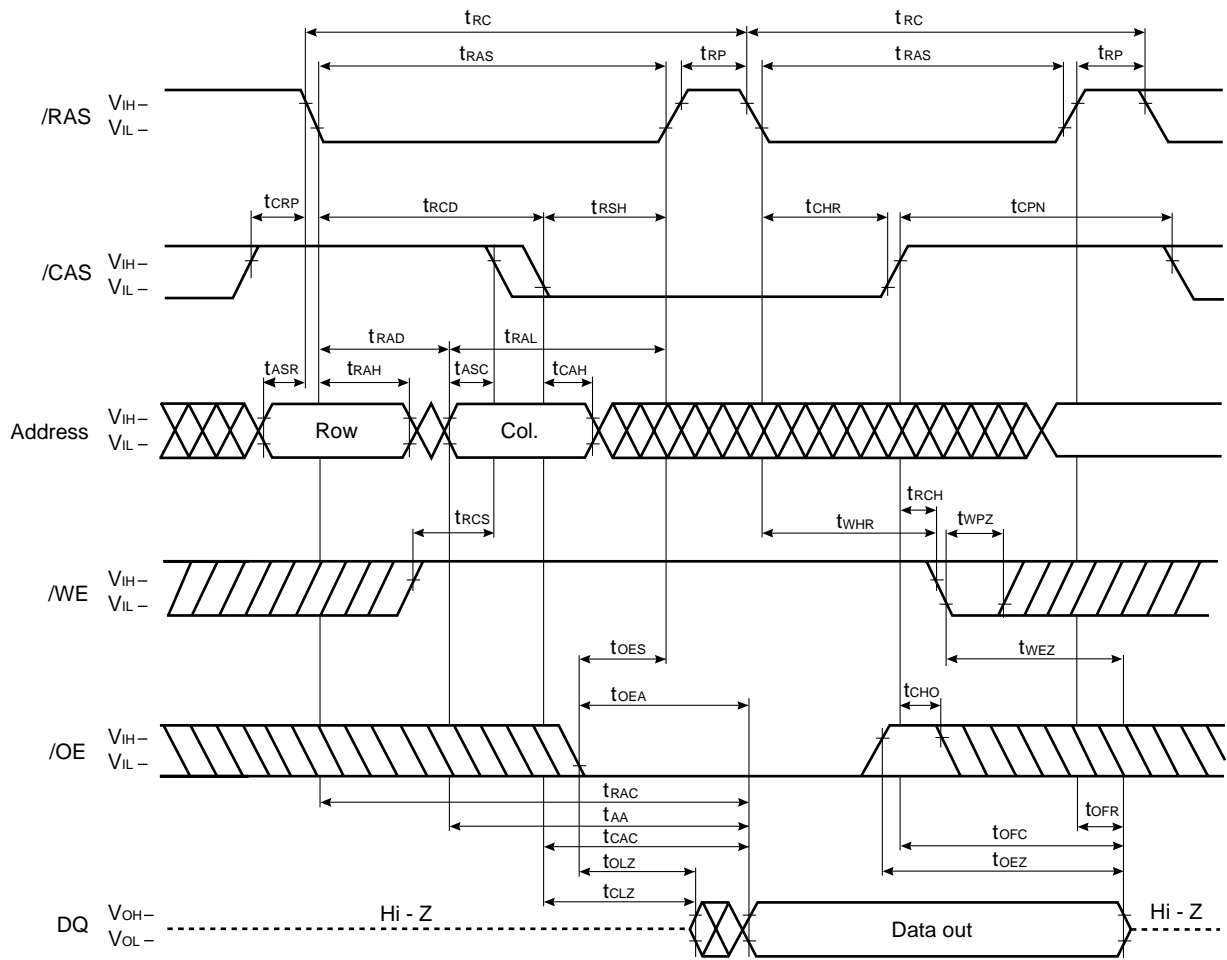 tRC tRC
tRAS tRP tRAS tRP
/RAS VIH– VIL –
tCRP tRCD tRSH tCHR tCPN
/CAS VIH– VIL –
tRAD tRAL
tASR tRAH tASC tCAH
Address VIH– VIL – Row Col.
tRCH
tRCS tWHR tWPZ
/WE VIH– VIL –
tOES tWEZ
tOEA tCHO
/OE VIH– VIL –
tRAC
tOFR
tAA
tCAC tOFC
tOLZ tOEZ
tCLZ
DQ VOH– VOL – Hi - Z Data out Hi - Z